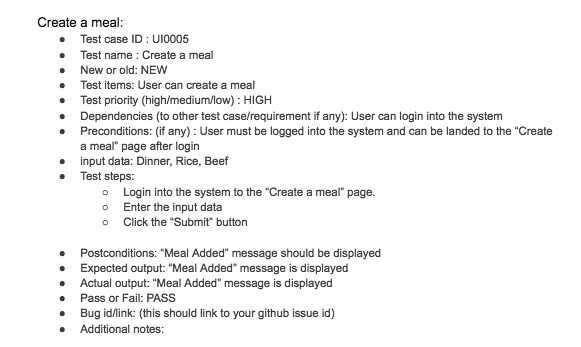 Create a meal:
● Test case ID : UI0005
● Test name : Create a meal
● New or old: NEW
● Test items: User can create a meal
● Test priority (high/medium/low) : HIGH
● Dependencies (to other test case/requirement if any): User can login into the system
● Preconditions: (if any) : User must be logged into the system and can be landed to the “Create
a meal” page after login
● input data: Dinner, Rice, Beef
● Test steps:
○ Login into the system to the “Create a meal” page.
○ Enter the input data
○ Click the “Submit” button
● Postconditions: “Meal Added” message should be displayed
● Expected output: “Meal Added” message is displayed
● Actual output: “Meal Added” message is displayed
● Pass or Fail: PASS
● Bug id/link: (this should link to your github issue id)
● Additional notes: